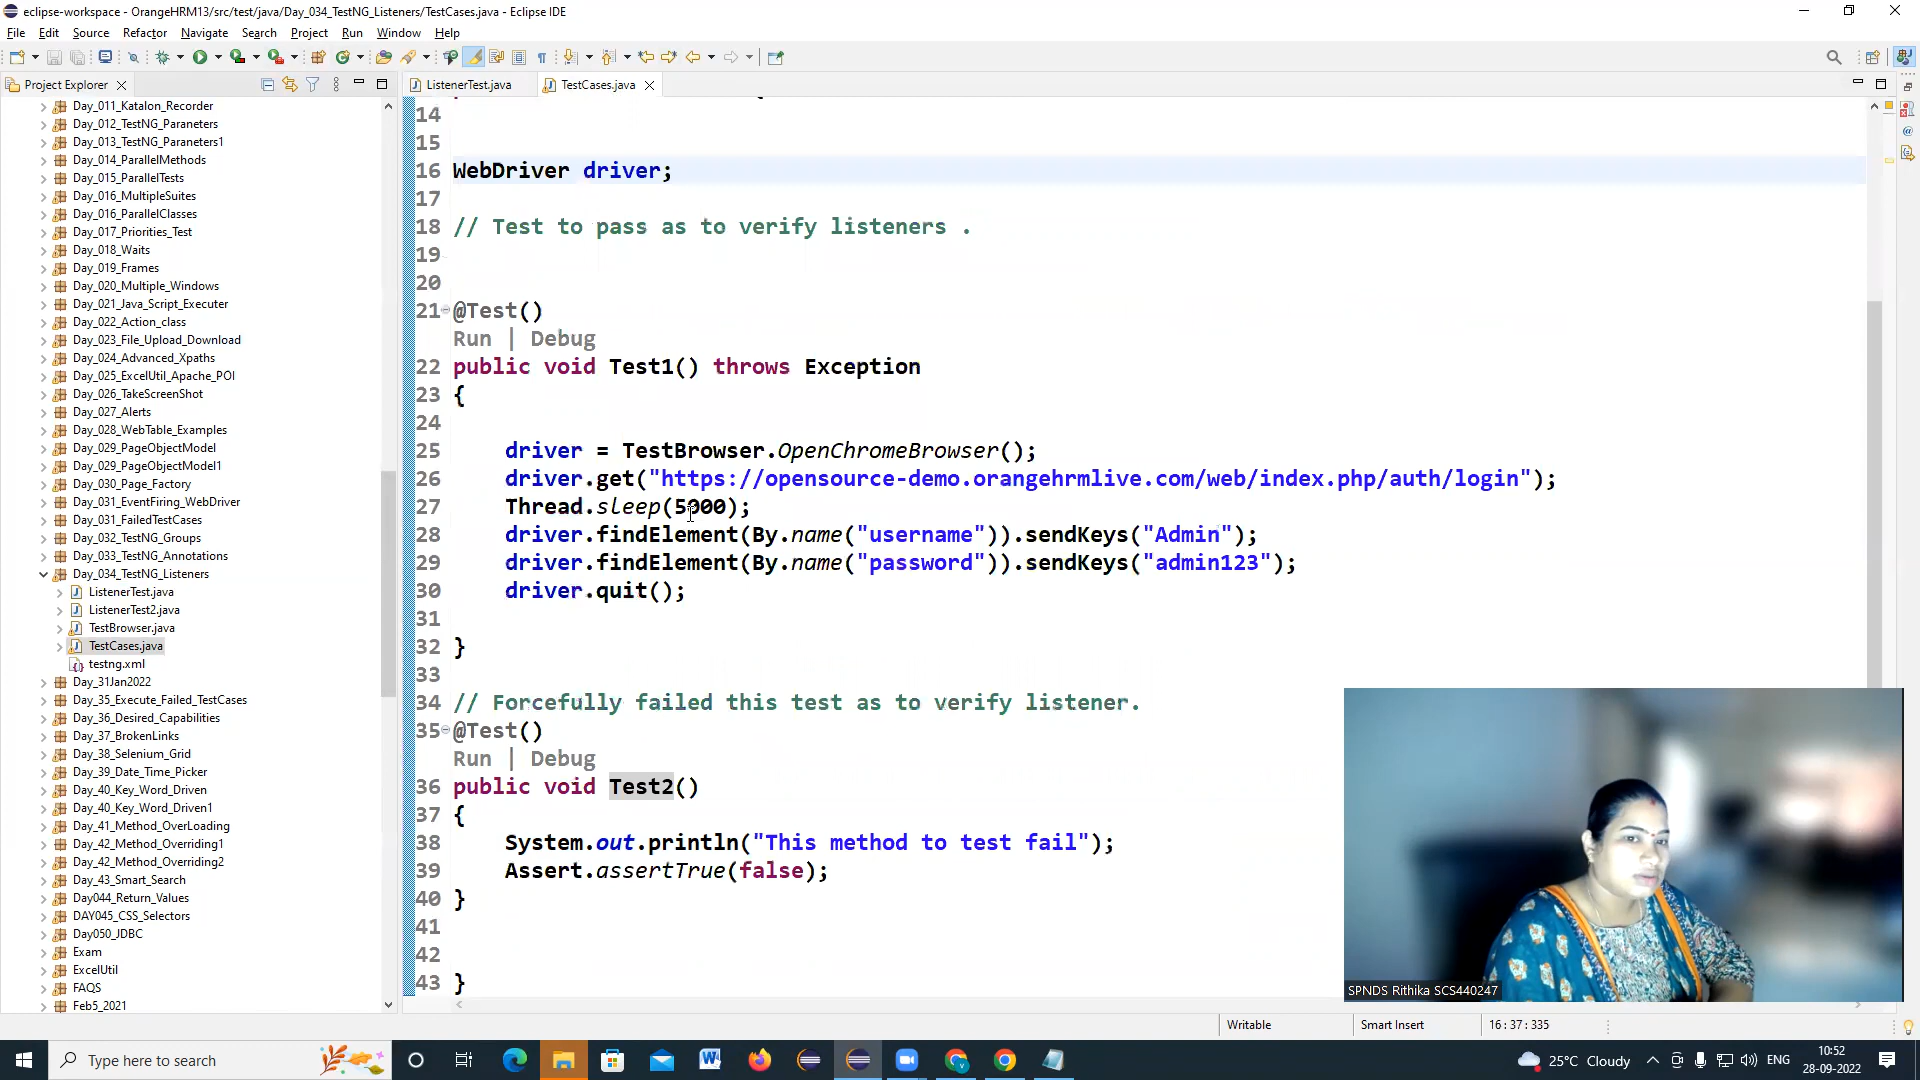 eclipse-workspace - OrangeHRM13/src/test/java/Day_034_TestNG_Listeners/TestCases.java - Eclipse IDE
File Edit Source Refactor Navigate Search Project Run Window Help
Project Explorer
ListenerTest.java
TestCases.java
Day_011_Katalon_Recorder
Day_012_TestNG_Paraneters
Day_013_TestNG_Paraneters1
Day_014_ParallelMethods
Day_015_ParallelTests
Day_016_MultipleSuites
Day_016_ParallelClasses
Day_017_Priorities_Test
Day_018_Waits
Day_019_Frames
Day_020_Multiple_Windows
Day_021_Java_Script_Executer
Day_022_Action_class
Day_023_File_Upload_Download
Day_024_Advanced_Xpaths
Day_025_ExcelUtil_Apache_POI
Day_026_TakeScreenShot
Day_027_Alerts
Day_028_WebTable_Examples
Day_029_PageObjectModel
Day_029_PageObjectModel1
Day_030_Page_Factory
Day_031_EventFiring_WebDriver
Day_031_FailedTestCases
Day_032_TestNG_Groups
Day_033_TestNG_Annotations
Day_034_TestNG_Listeners
ListenerTest.java
ListenerTest2.java
TestBrowser.java
TestCases.java
testng.xml
Day_31Jan2022
Day_35_Execute_Failed_TestCases
Day_36_Desired_Capabilities
Day_37_BrokenLinks
Day_38_Selenium_Grid
Day_39_Date_Time_Picker
Day_40_Key_Word_Driven
Day_40_Key_Word_Driven1
Day_41_Method_OverLoading
Day_42_Method_Overriding1
Day_42_Method_Overriding2
Day_43_Smart_Search
Day044_Return_Values
DAY045_CSS_Selectors
Day050_JDBC
Exam
ExcelUtil
FAQS
Feb5_2021
14
15
16 WebDriver driver;
17
18 // Test to pass as to verify listeners .
19
20
21 @Test()
Run | Debug
22 public void Test1() throws Exception
23 {
24
25 driver = TestBrowser.OpenChromeBrowser();
26 driver.get("https://opensource-demo.orangehrmlive.com/web/index.php/auth/login");
27 Thread.sleep(5000);
28 driver.findElement(By.name("username")).sendKeys("Admin");
29 driver.findElement(By.name("password")).sendKeys("admin123");
30 driver.quit();
31
32 }
33
34 // Forcefully failed this test as to verify listener.
35 @Test()
Run | Debug
36 public void Test2()
37 {
38 System.out.println("This method to test fail");
39 Assert.assertTrue(false);
40 }
41
42
43 }
SPNDS Rithika SCS440247
Writable
Smart Insert
16 : 37 : 335
Type here to search
25°C Cloudy
ENG
10:52
28-09-2022